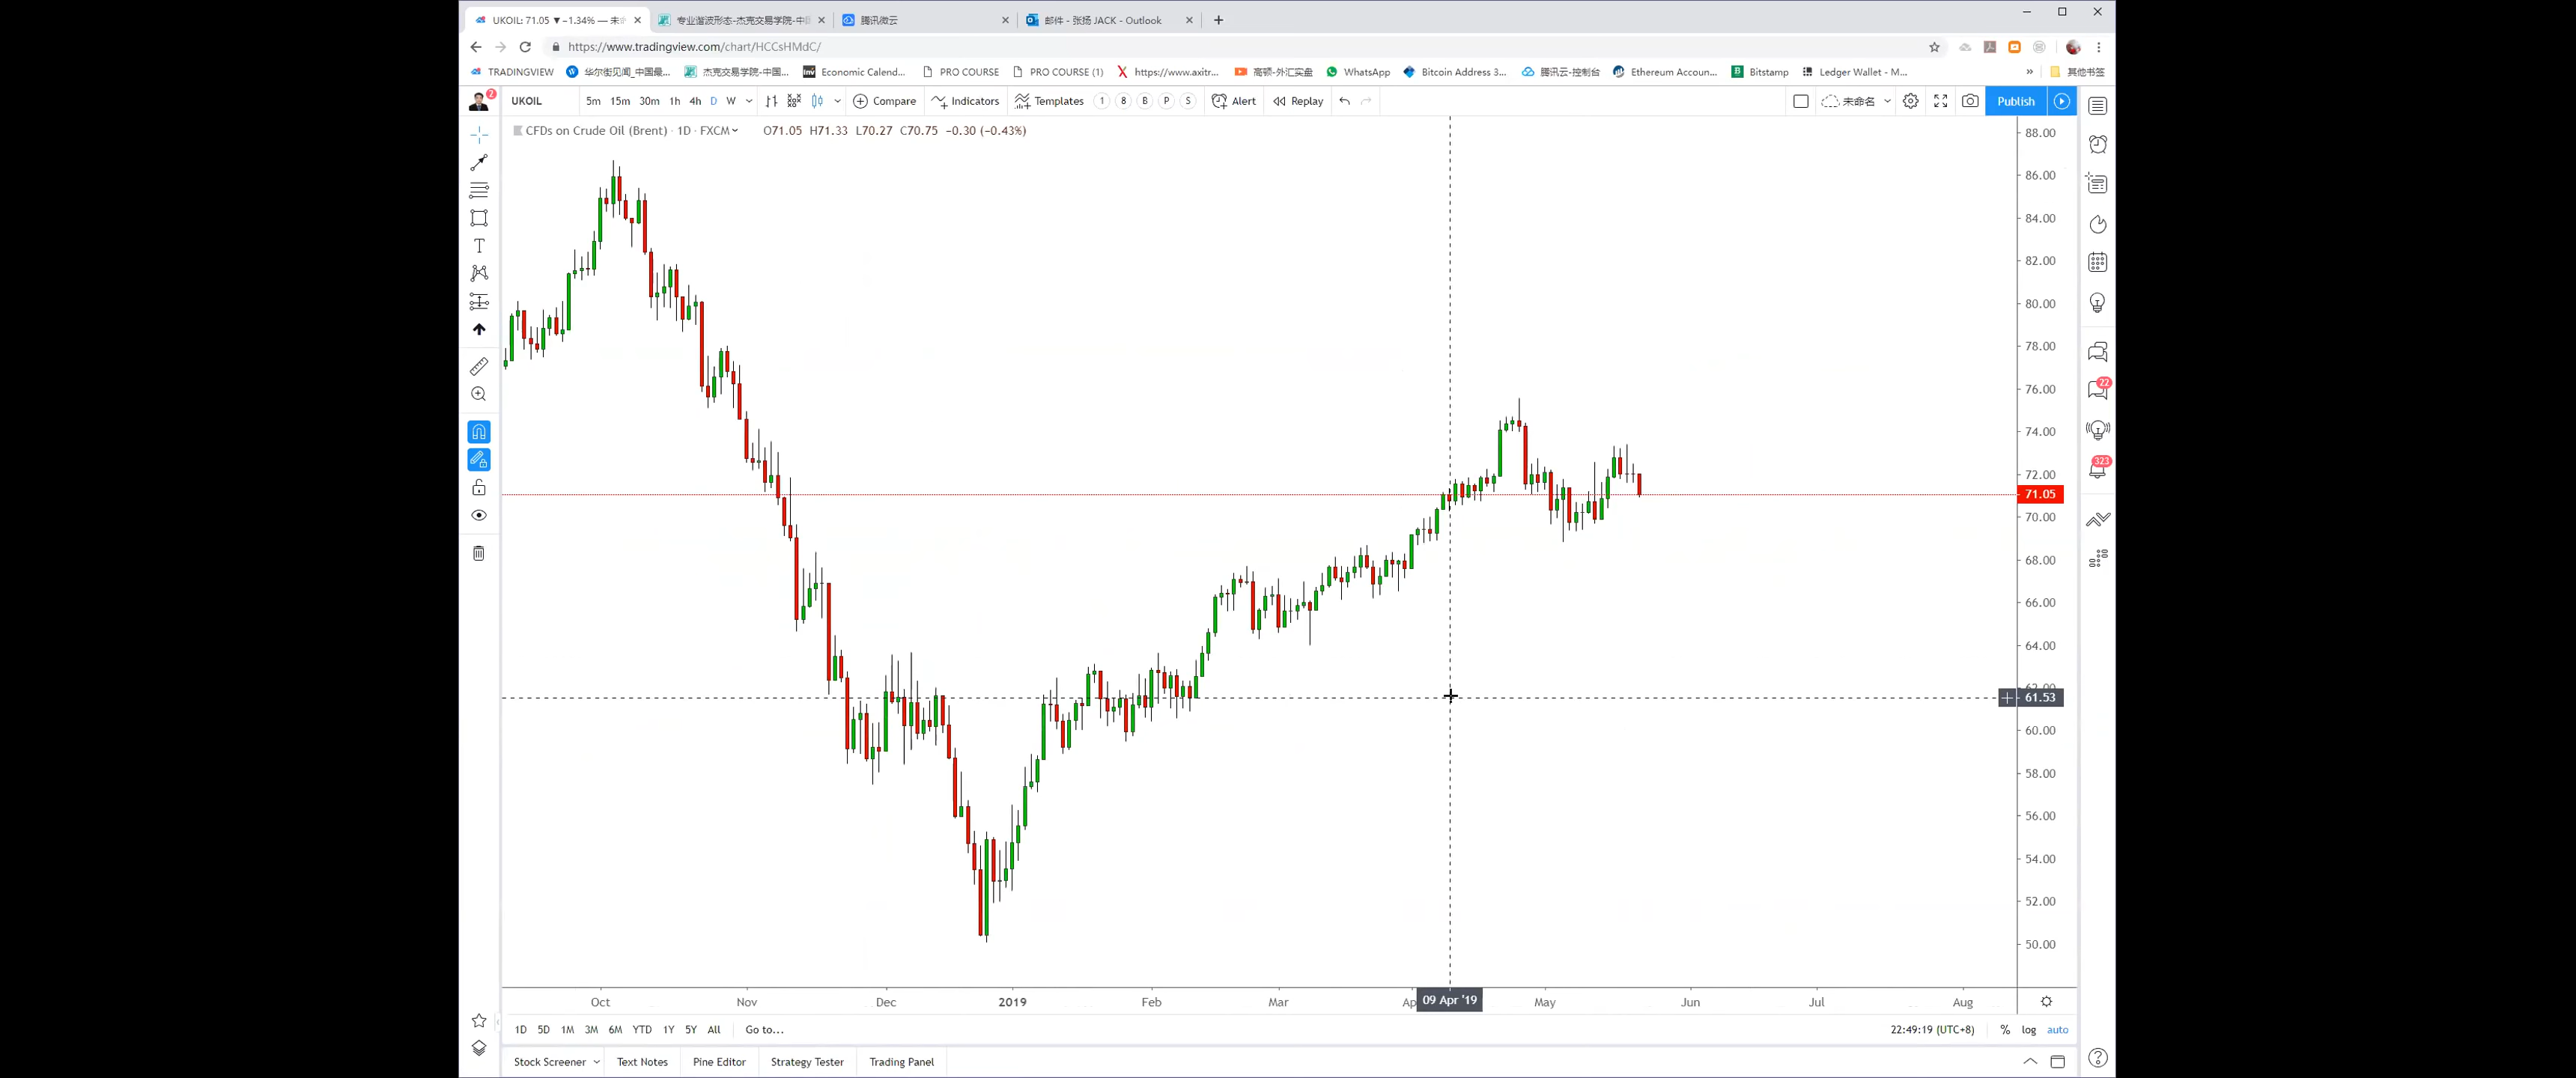 UKOIL: 71.05 ▼−1.34% — 未命
专业谐波形态-杰克交易学院-中国
腾讯微云
邮件 - 张扬 JACK - Outlook
https://www.tradingview.com/chart/HCCsHMdC/
TRADINGVIEW
华尔街见闻_中国最...
杰克交易学院-中国...
Economic Calend...
PRO COURSE
PRO COURSE (1)
https://www.axitr...
高顿-外汇实盘
WhatsApp
Bitcoin Address 3...
腾讯云-控制台
Ethereum Accoun...
Bitstamp
Ledger Wallet - M...
»
其他书签
2
UKOIL
5m 15m 30m 1h 4h D W
Compare
Indicators
Templates
1 8 B P S
Alert
Replay
未命名
Publish
CFDs on Crude Oil (Brent) · 1D · FXCM
O71.05 H71.33 L70.27 C70.75 −0.30 (−0.43%)
88.00
86.00
84.00
82.00
80.00
78.00
76.00
74.00
72.00
71.05
70.00
68.00
66.00
64.00
61.53
60.00
58.00
56.00
54.00
52.00
50.00
22
323
Oct Nov Dec 2019 Feb Mar Ap 09 Apr '19 May Jun Jul Aug
1D 5D 1M 3M 6M YTD 1Y 5Y All Go to...
22:49:19 (UTC+8) % log auto
Stock Screener Text Notes Pine Editor Strategy Tester Trading Panel